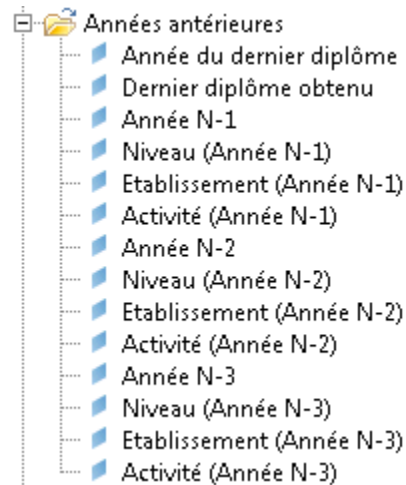 Années antérieures
Année du dernier diplôme
Dernier diplôme obtenu
Année N-1
Niveau (Année N-1)
Etablissement (Année N-1)
Activité (Année N-1)
Année N-2
Niveau (Année N-2)
Etablissement (Année N-2)
Activité (Année N-2)
Année N-3
Niveau (Année N-3)
Etablissement (Année N-3)
Activité (Année N-3)